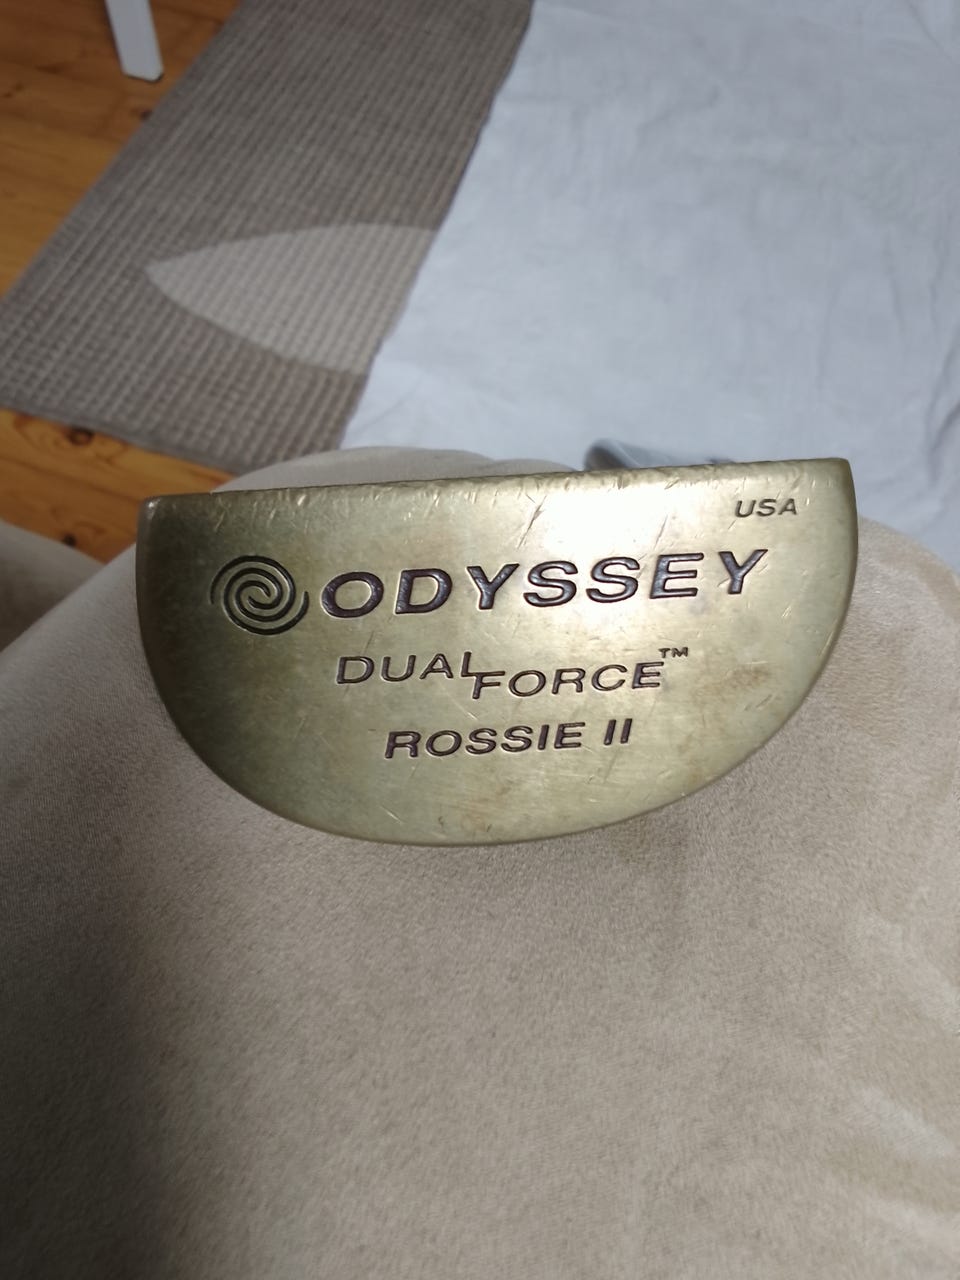 USA
ODYSSEY
DUAL FORCE™
ROSSIE II